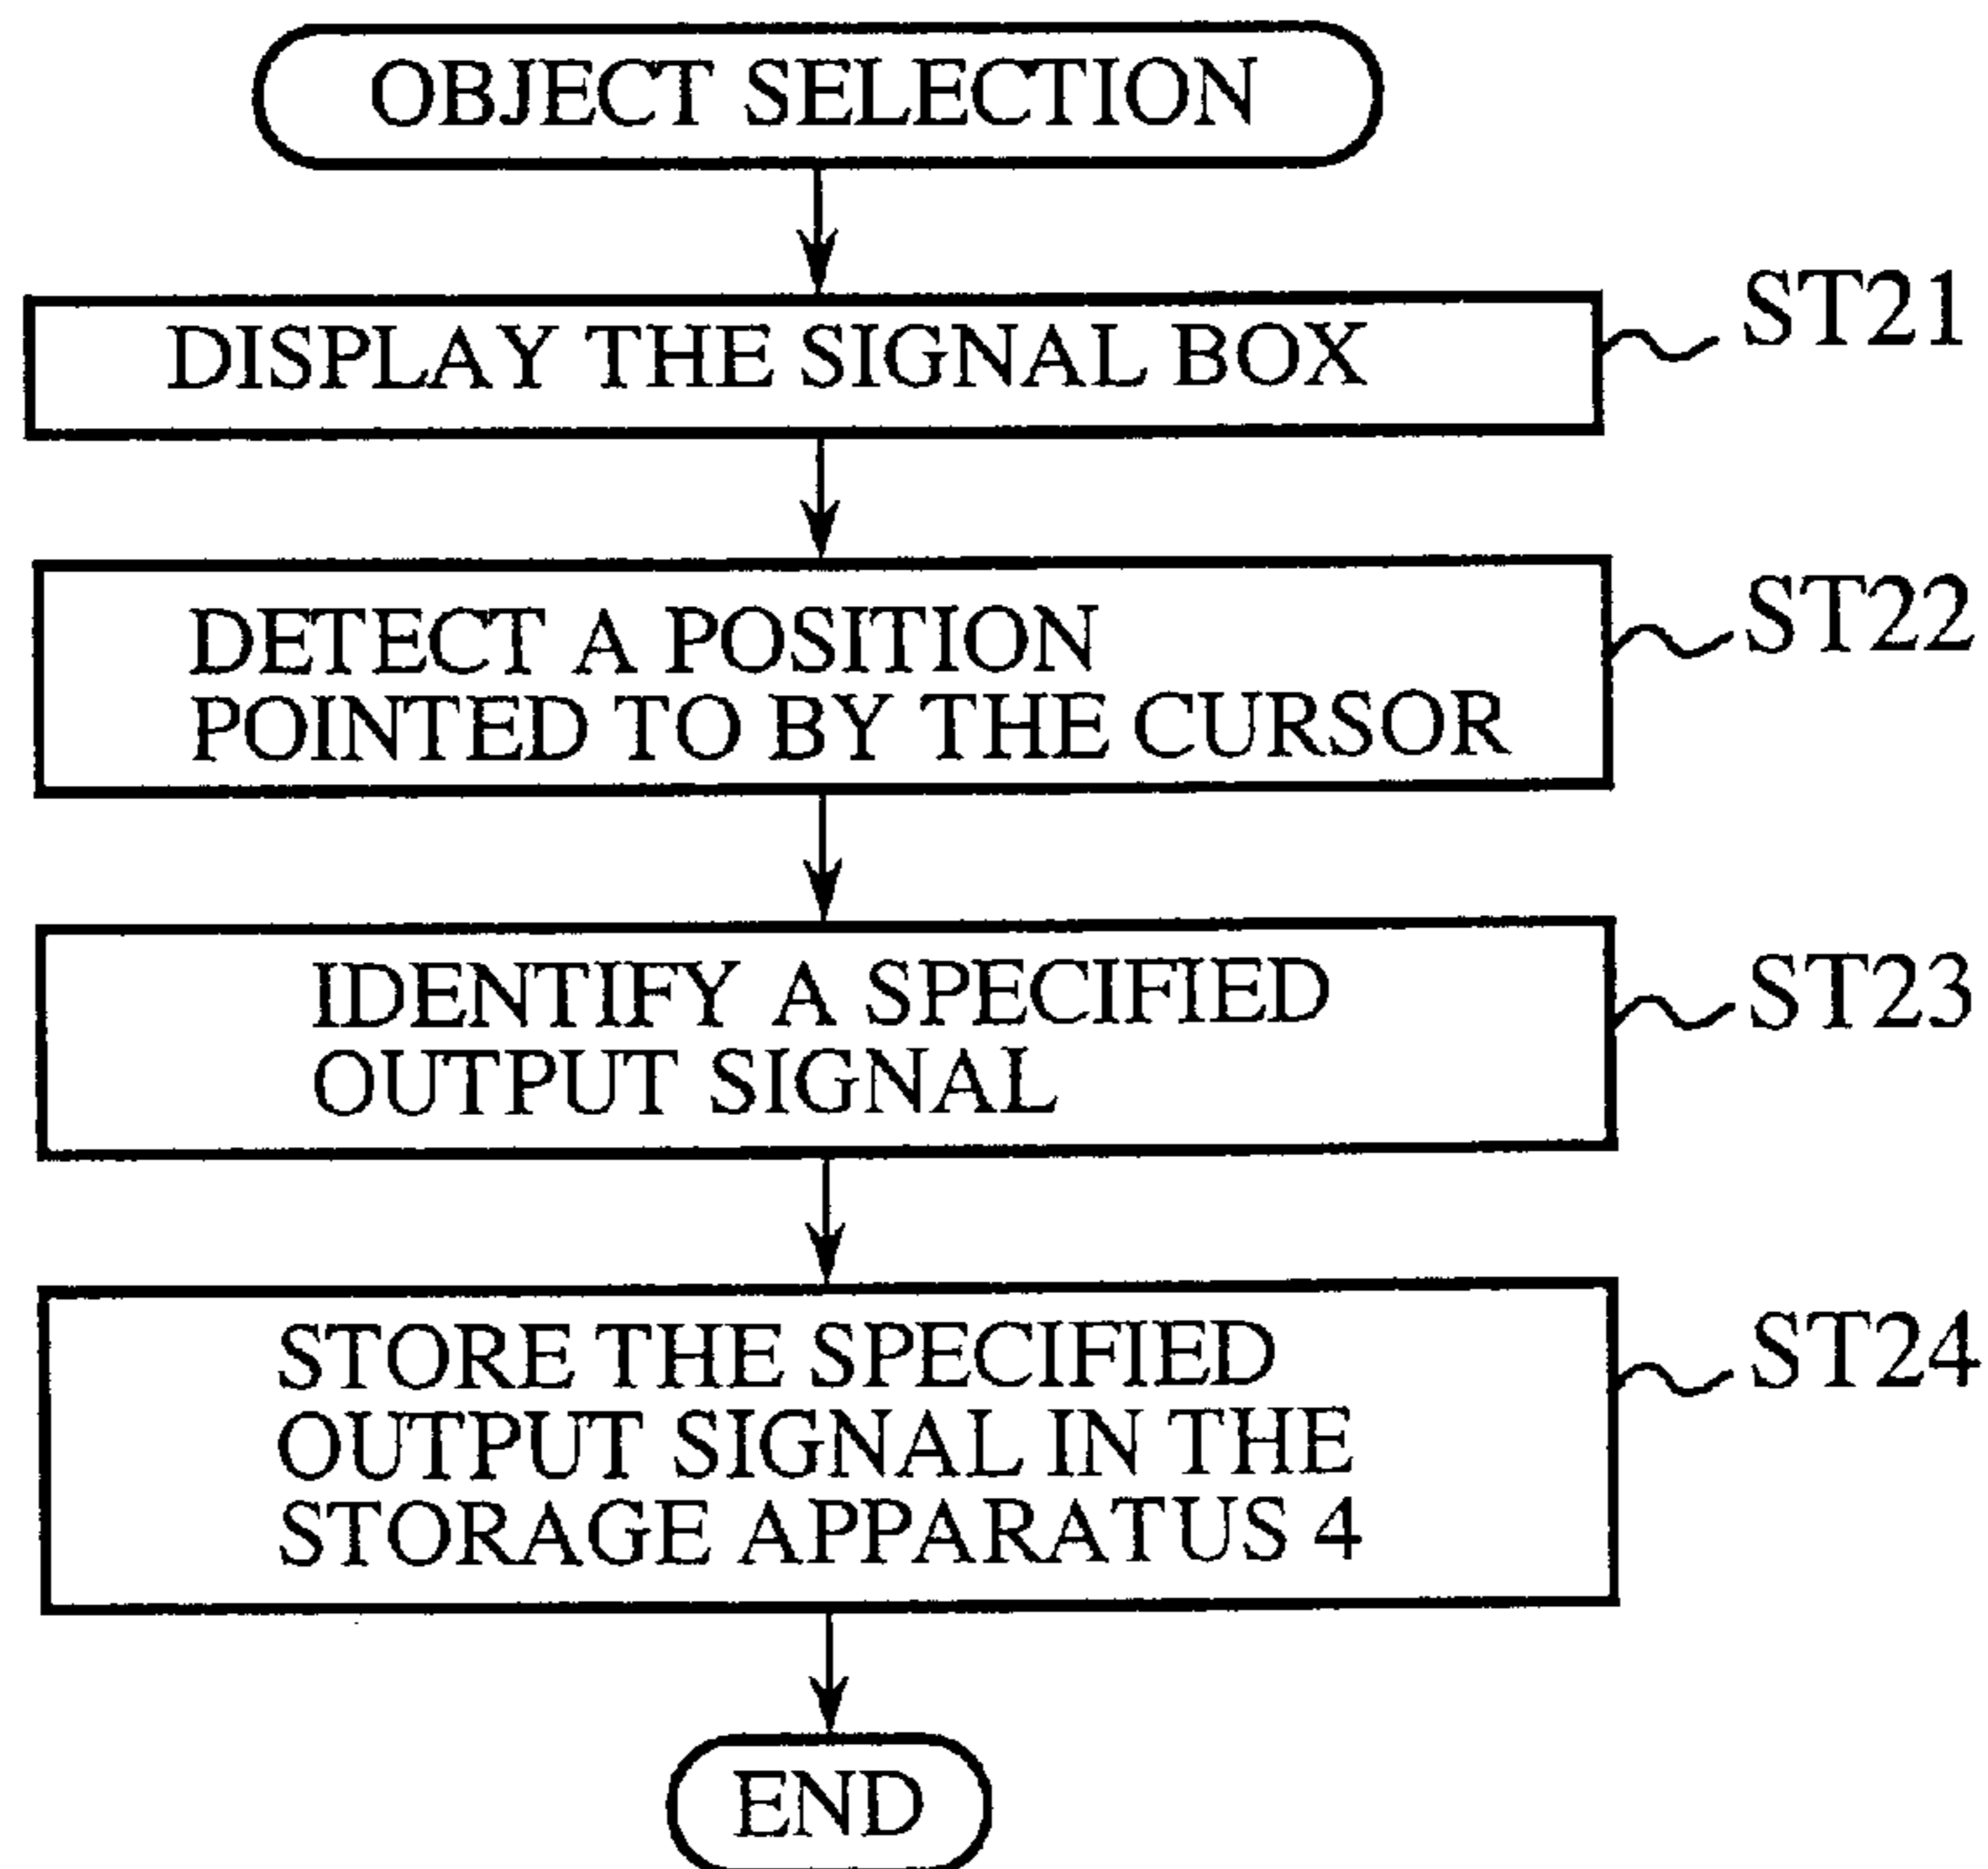 OBJECT SELECTION
DISPLAY THE SIGNAL BOX
ST21
DETECT A POSITION
POINTED TO BY THE CURSOR
ST22
IDENTIFY A SPECIFIED
OUTPUT SIGNAL
ST23
STORE THE SPECIFIED
OUTPUT SIGNAL IN THE
STORAGE APPARATUS 4
ST24
END